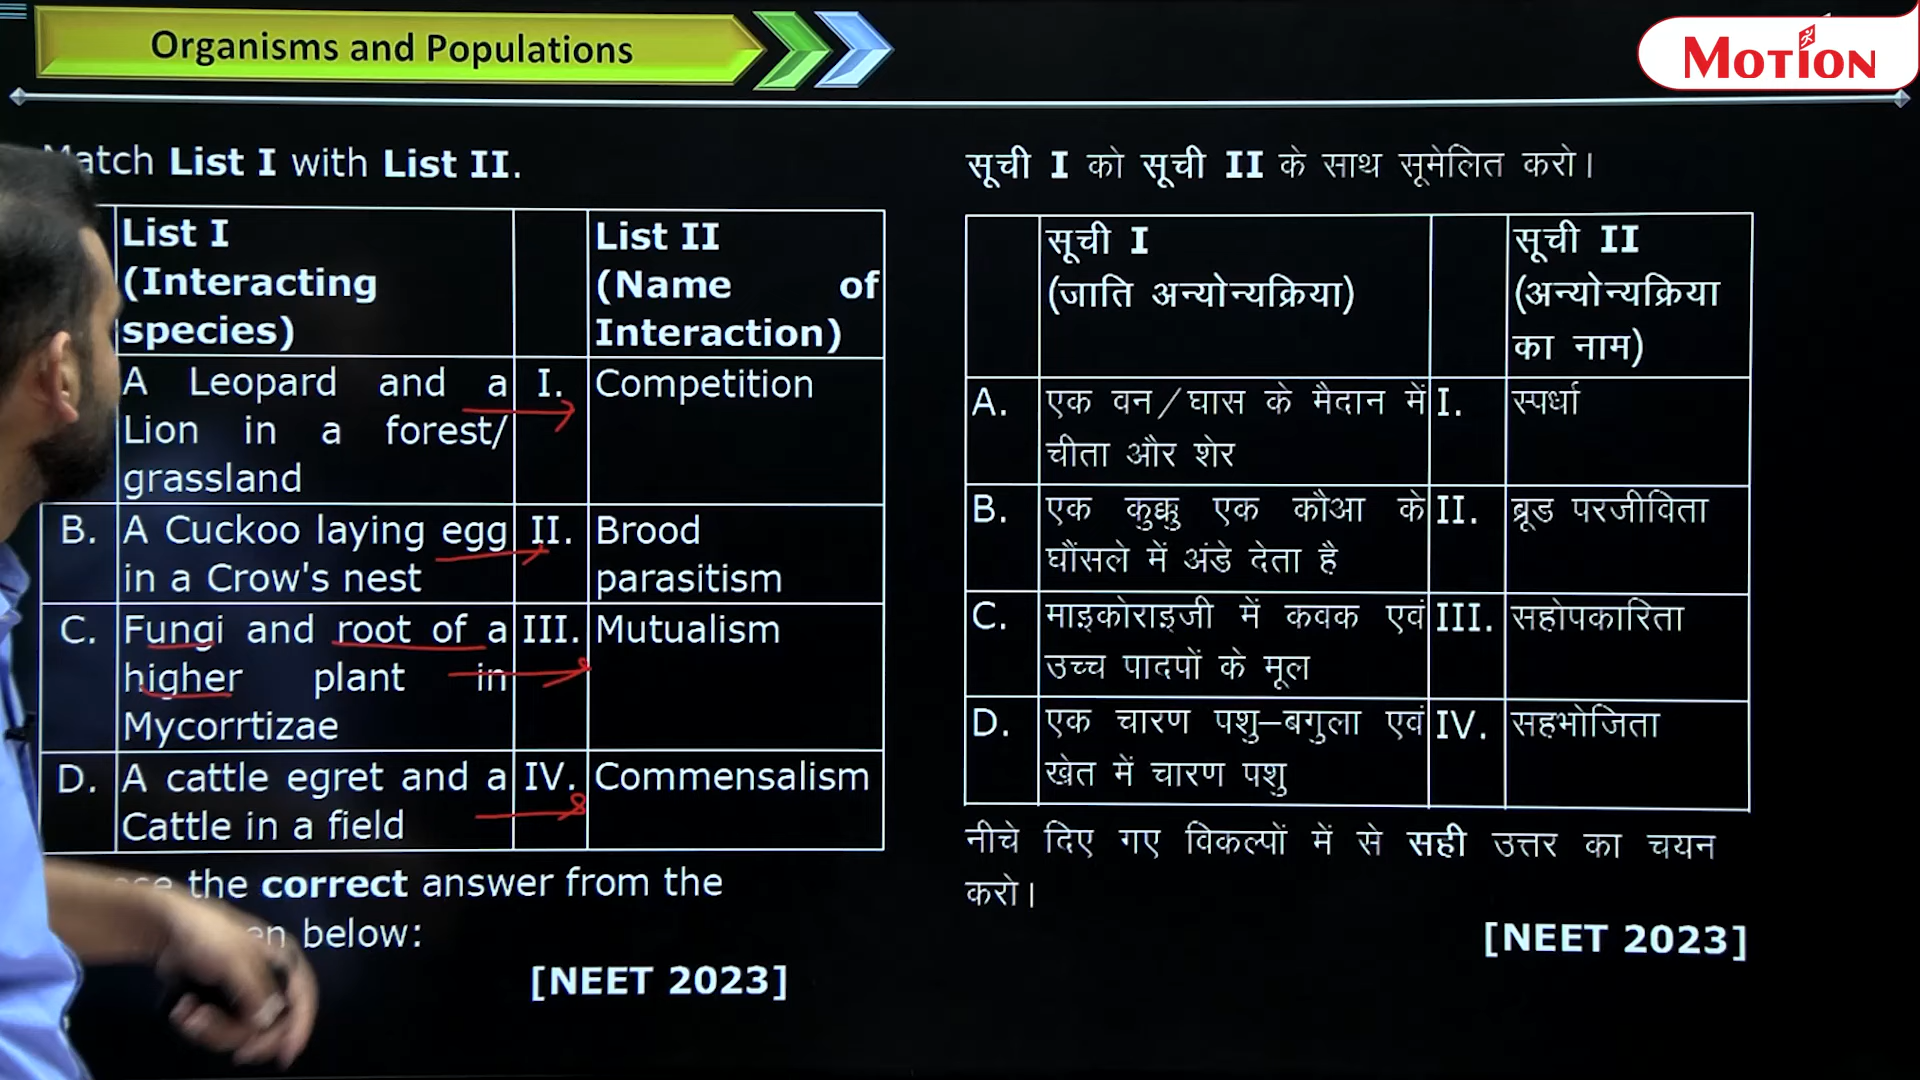 Organisms and Populations
MOTION
Match List I with List II.
List I
(Interacting
species)
List II
(Name of
Interaction)
A Leopard and a
Lion in a forest/
grassland
I.
Competition
B.
A Cuckoo laying egg
in a Crow's nest
II.
Brood
parasitism
C.
Fungi and root of a
higher plant in
Mycorrtizae
III.
Mutualism
D.
A cattle egret and a
Cattle in a field
IV.
Commensalism
the correct answer from the
below:
[NEET 2023]
सूची I को सूची II के साथ सूमेलित करो।
सूची I
(जाति अन्योन्यक्रिया)
सूची II
(अन्योन्यक्रिया
का नाम)
A.
एक वन/घास के मैदान में
चीता और शेर
I.
स्पर्धा
B.
एक कुक्कु एक कौआ के
घौंसले में अंडे देता है
II.
ब्रूड परजीविता
C.
माइकोराइजी में कवक एवं
उच्च पादपों के मूल
III.
सहोपकारिता
D.
एक चारण पशु–बगुला एवं
खेत में चारण पशु
IV.
सहभोजिता
नीचे दिए गए विकल्पों में से सही उत्तर का चयन
करो।
[NEET 2023]